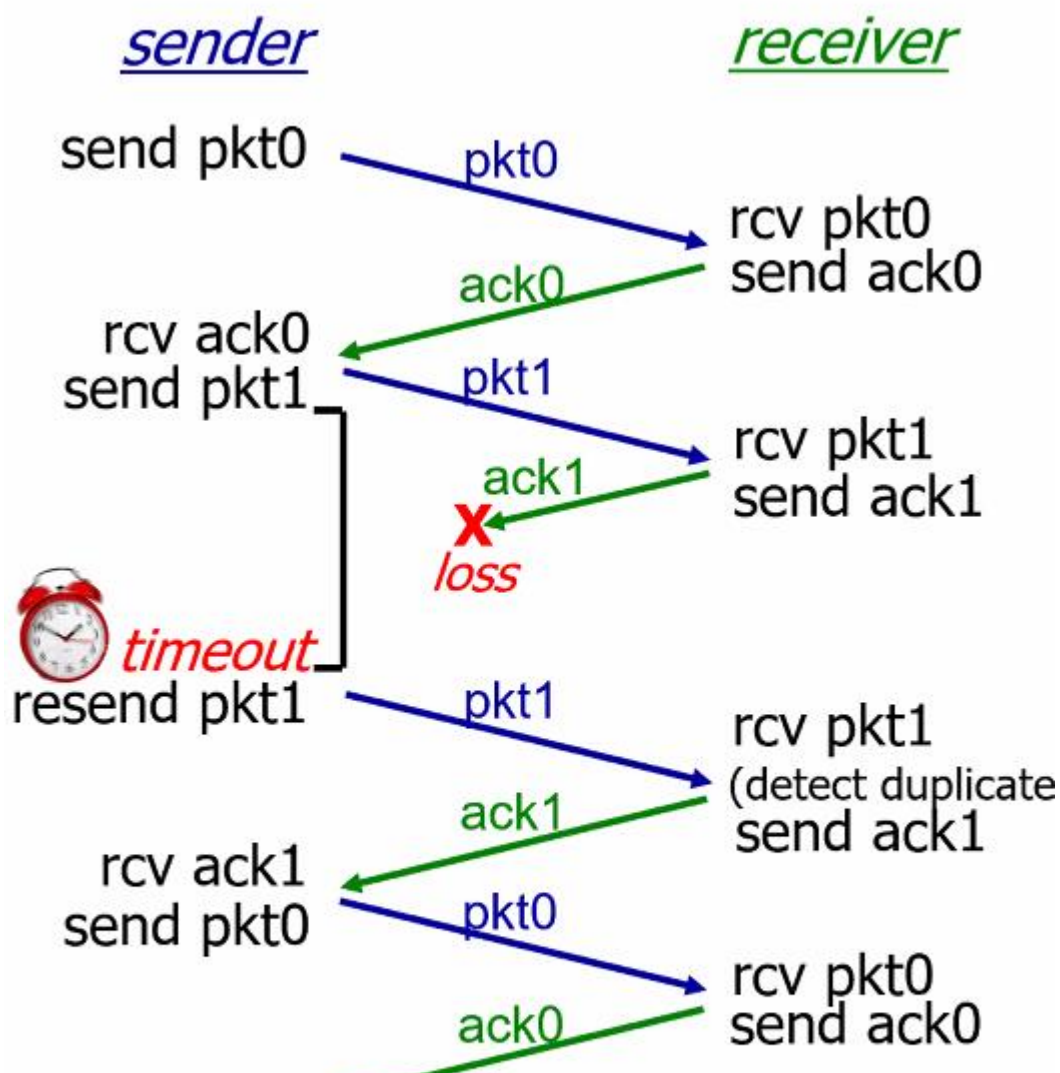 sender
receiver
send pkt0
pkt0
rcv pkt0
send ack0
ack0
rcv ack0
send pkt1
pkt1
rcv pkt1
send ack1
ack1
X
loss
timeout
resend pkt1
pkt1
rcv pkt1
(detect duplicate
send ack1
ack1
rcv ack1
send pkt0
pkt0
rcv pkt0
send ack0
ack0